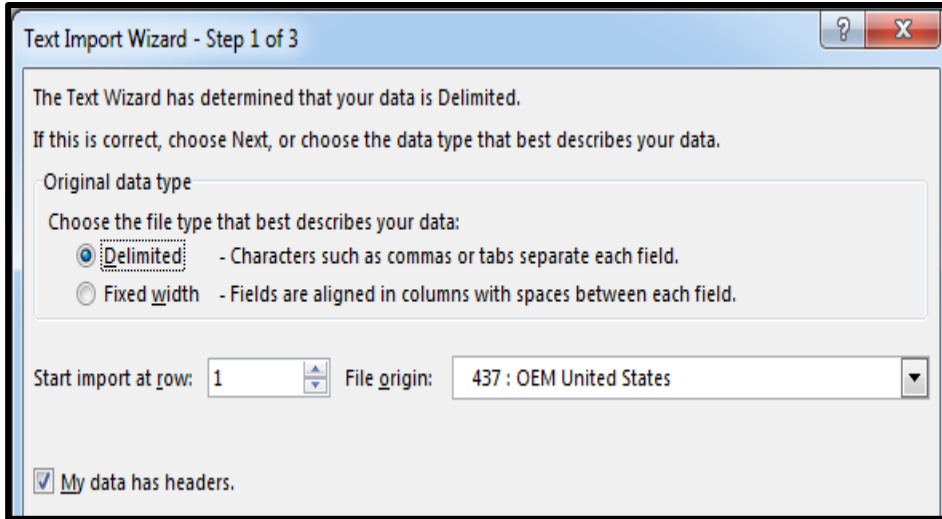 Text Import Wizard - Step 1 of 3
The Text Wizard has determined that your data is Delimited.
If this is correct, choose Next, or choose the data type that best describes your data.
Original data type
Choose the file type that best describes your data:
Delimited - Characters such as commas or tabs separate each field.
Fixed width - Fields are aligned in columns with spaces between each field.
Start import at row: 1 File origin: 437 : OEM United States
My data has headers.